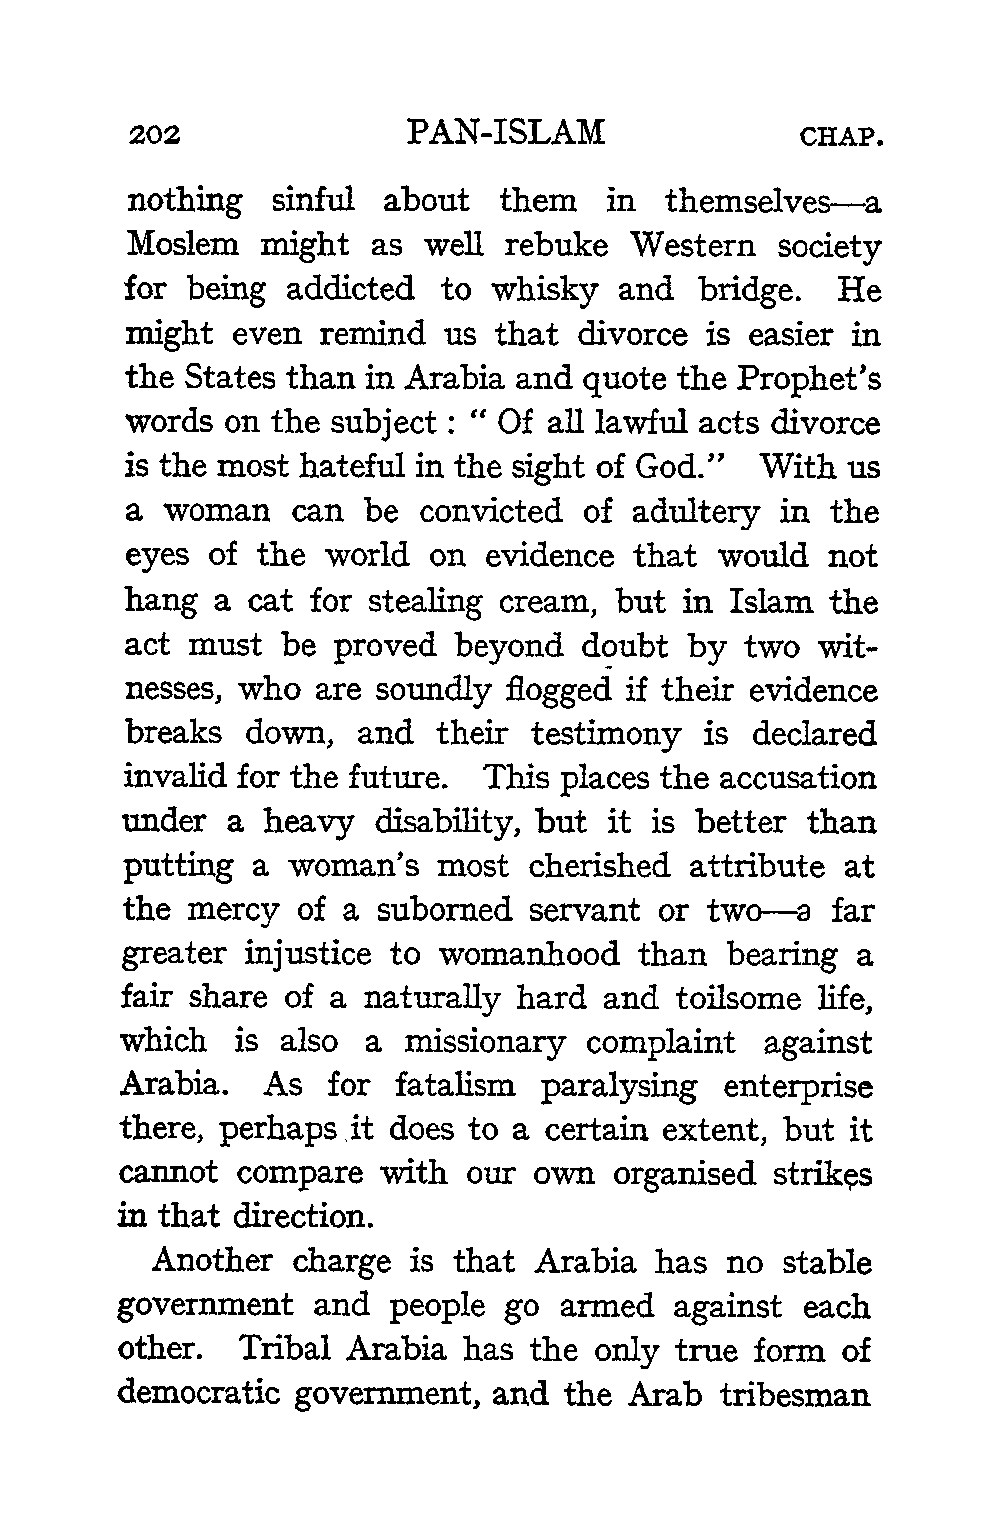 202 PAN-ISLAM CHAP.
nothing sinful about them in themselves—a
Moslem might as well rebuke Western society
for being addicted to whisky and bridge. He
might even remind us that divorce is easier in
the States than in Arabia and quote the Prophet's
words on the subject : " Of all lawful acts divorce
is the most hateful in the sight of God." With us
a woman can be convicted of adultery in the
eyes of the world on evidence that would not
hang a cat for stealing cream, but in Islam the
act must be proved beyond doubt by two wit-
nesses, who are soundly flogged if their evidence
breaks down, and their testimony is declared
invalid for the future. This places the accusation
under a heavy disability, but it is better than
putting a woman's most cherished attribute at
the mercy of a suborned servant or two—a far
greater injustice to womanhood than bearing a
fair share of a naturally hard and toilsome life,
which is also a missionary complaint against
Arabia. As for fatalism paralysing enterprise
there, perhaps it does to a certain extent, but it
cannot compare with our own organised strikes
in that direction.
Another charge is that Arabia has no stable
government and people go armed against each
other. Tribal Arabia has the only true form of
democratic government, and the Arab tribesman